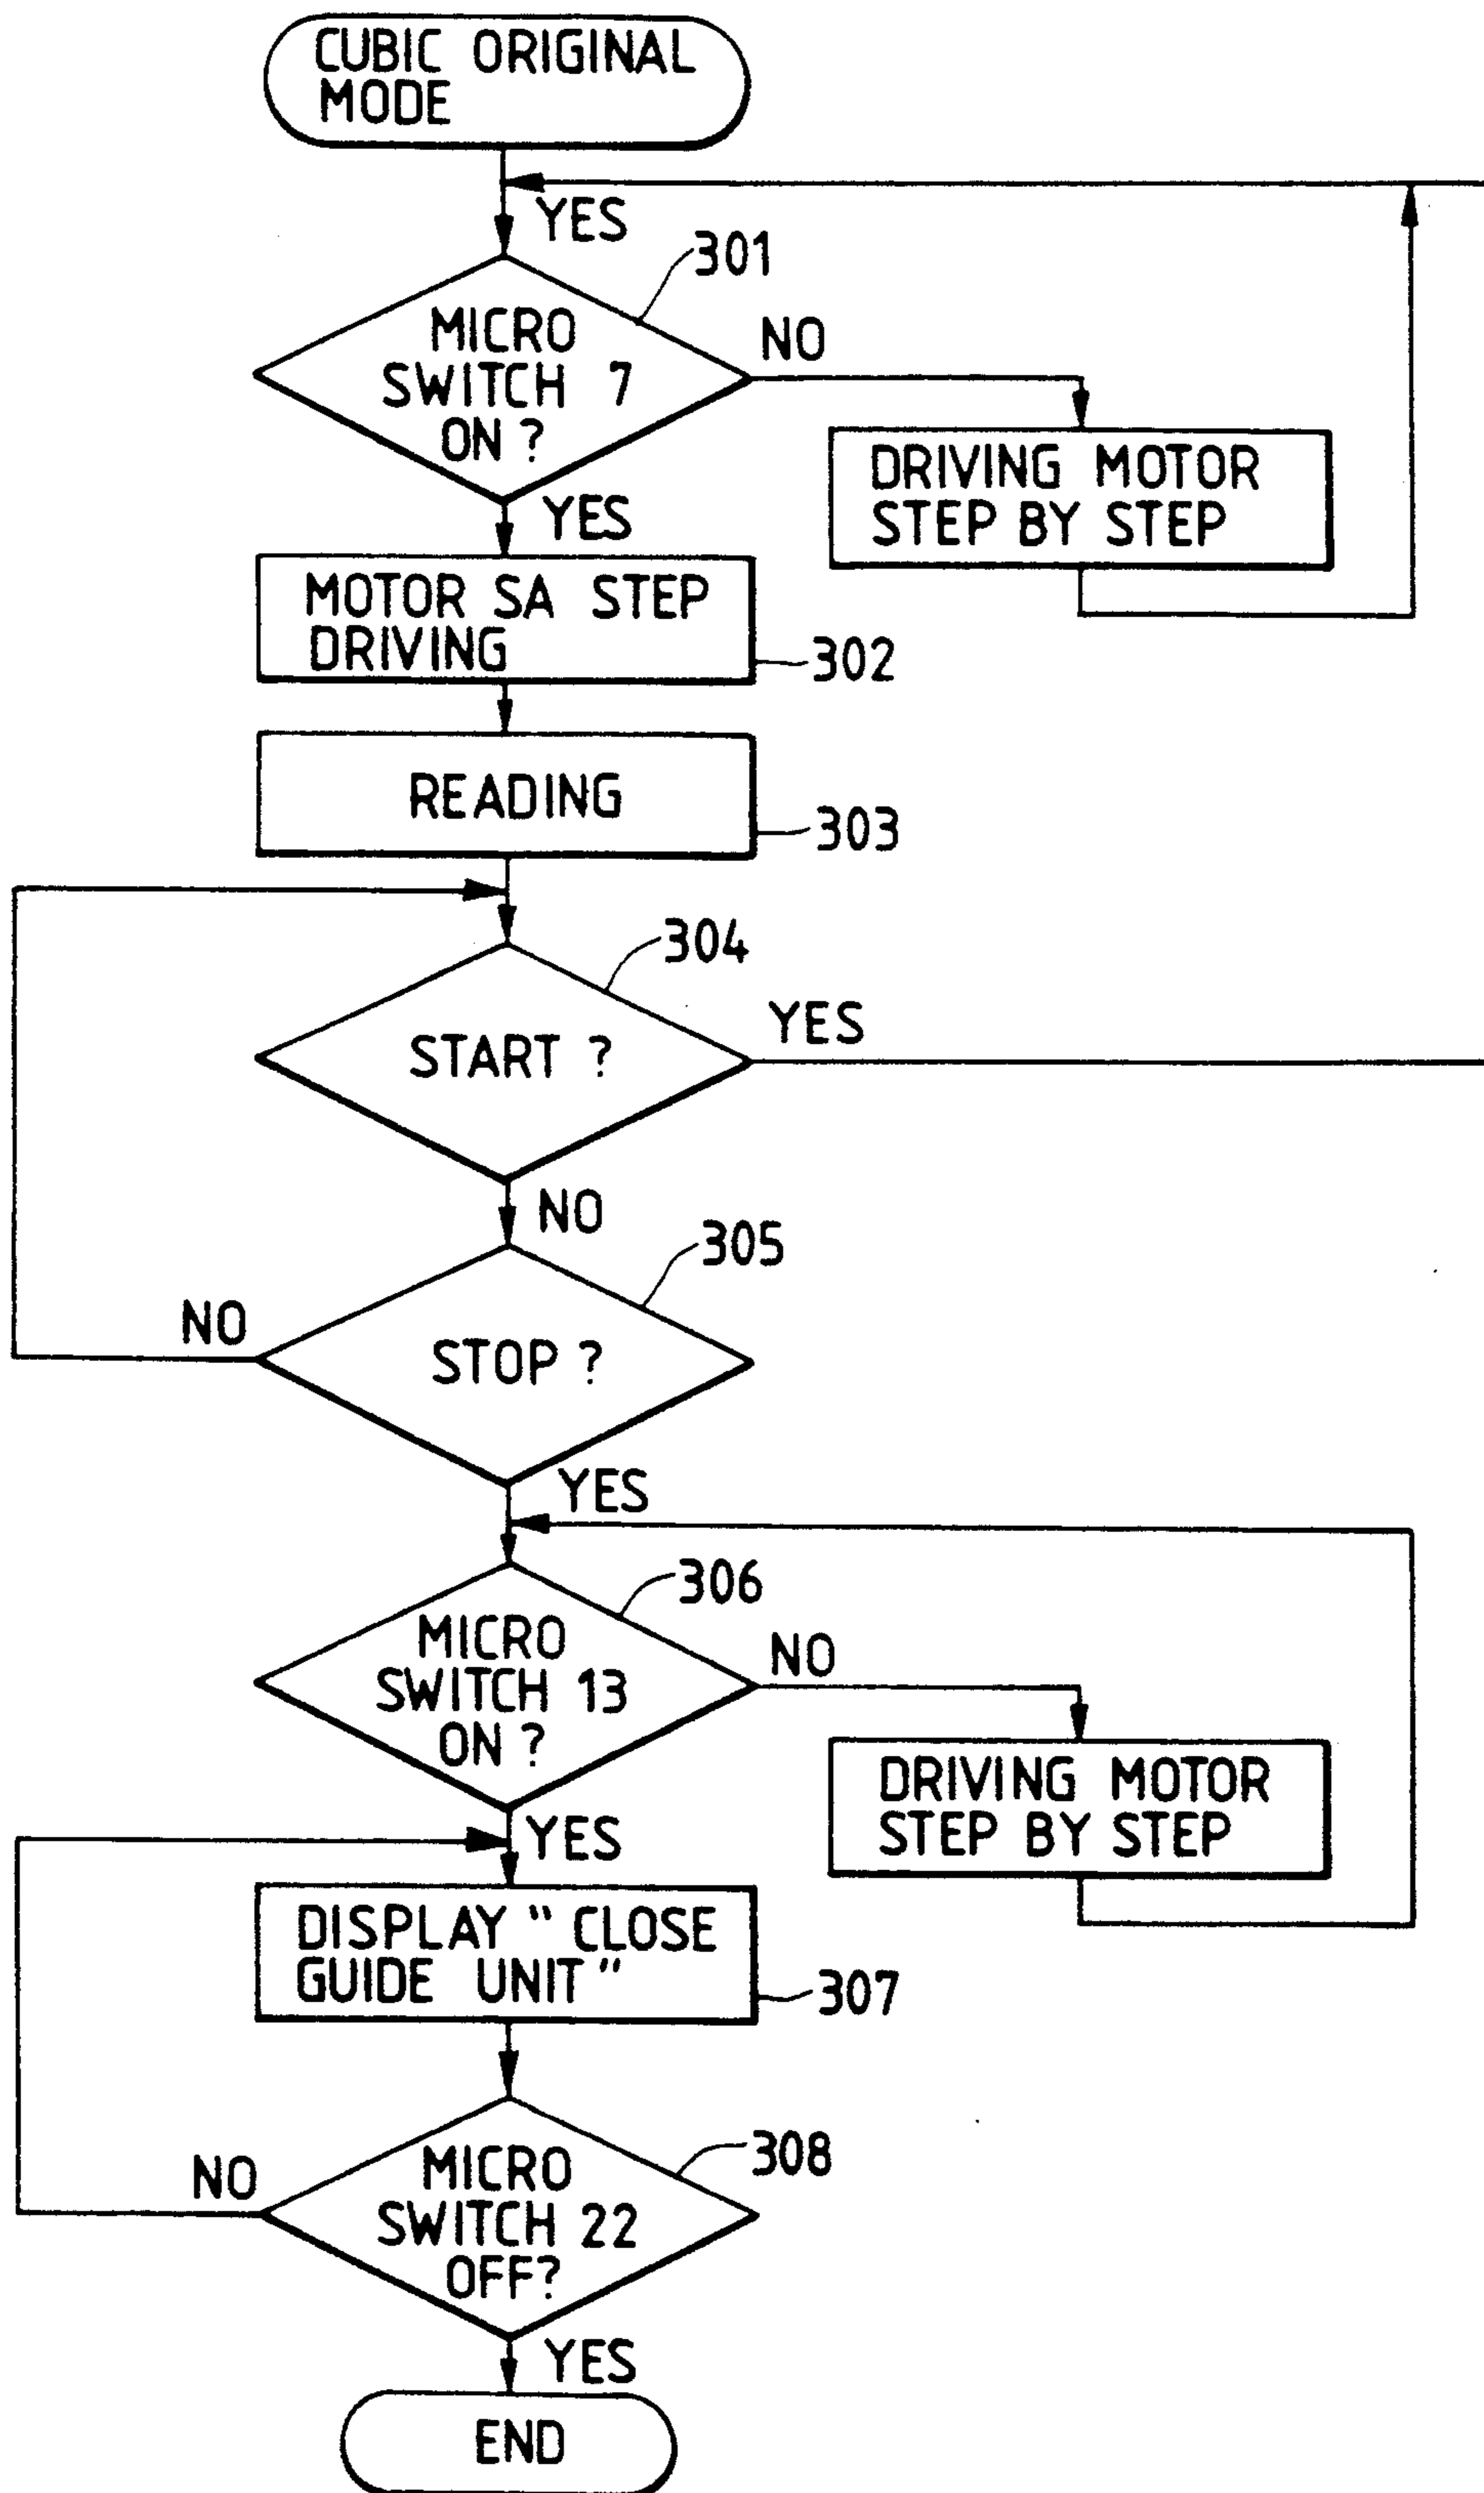 CUBIC ORIGINAL
MODE
YES
301
MICRO
SWITCH 7
ON ?
NO
DRIVING MOTOR
STEP BY STEP
YES
MOTOR SA STEP
DRIVING
302
READING
303
304
START ?
YES
NO
305
STOP ?
NO
YES
306
MICRO
SWITCH 13
ON ?
NO
DRIVING MOTOR
STEP BY STEP
YES
DISPLAY " CLOSE
GUIDE UNIT "
307
308
MICRO
SWITCH 22
OFF?
NO
YES
END